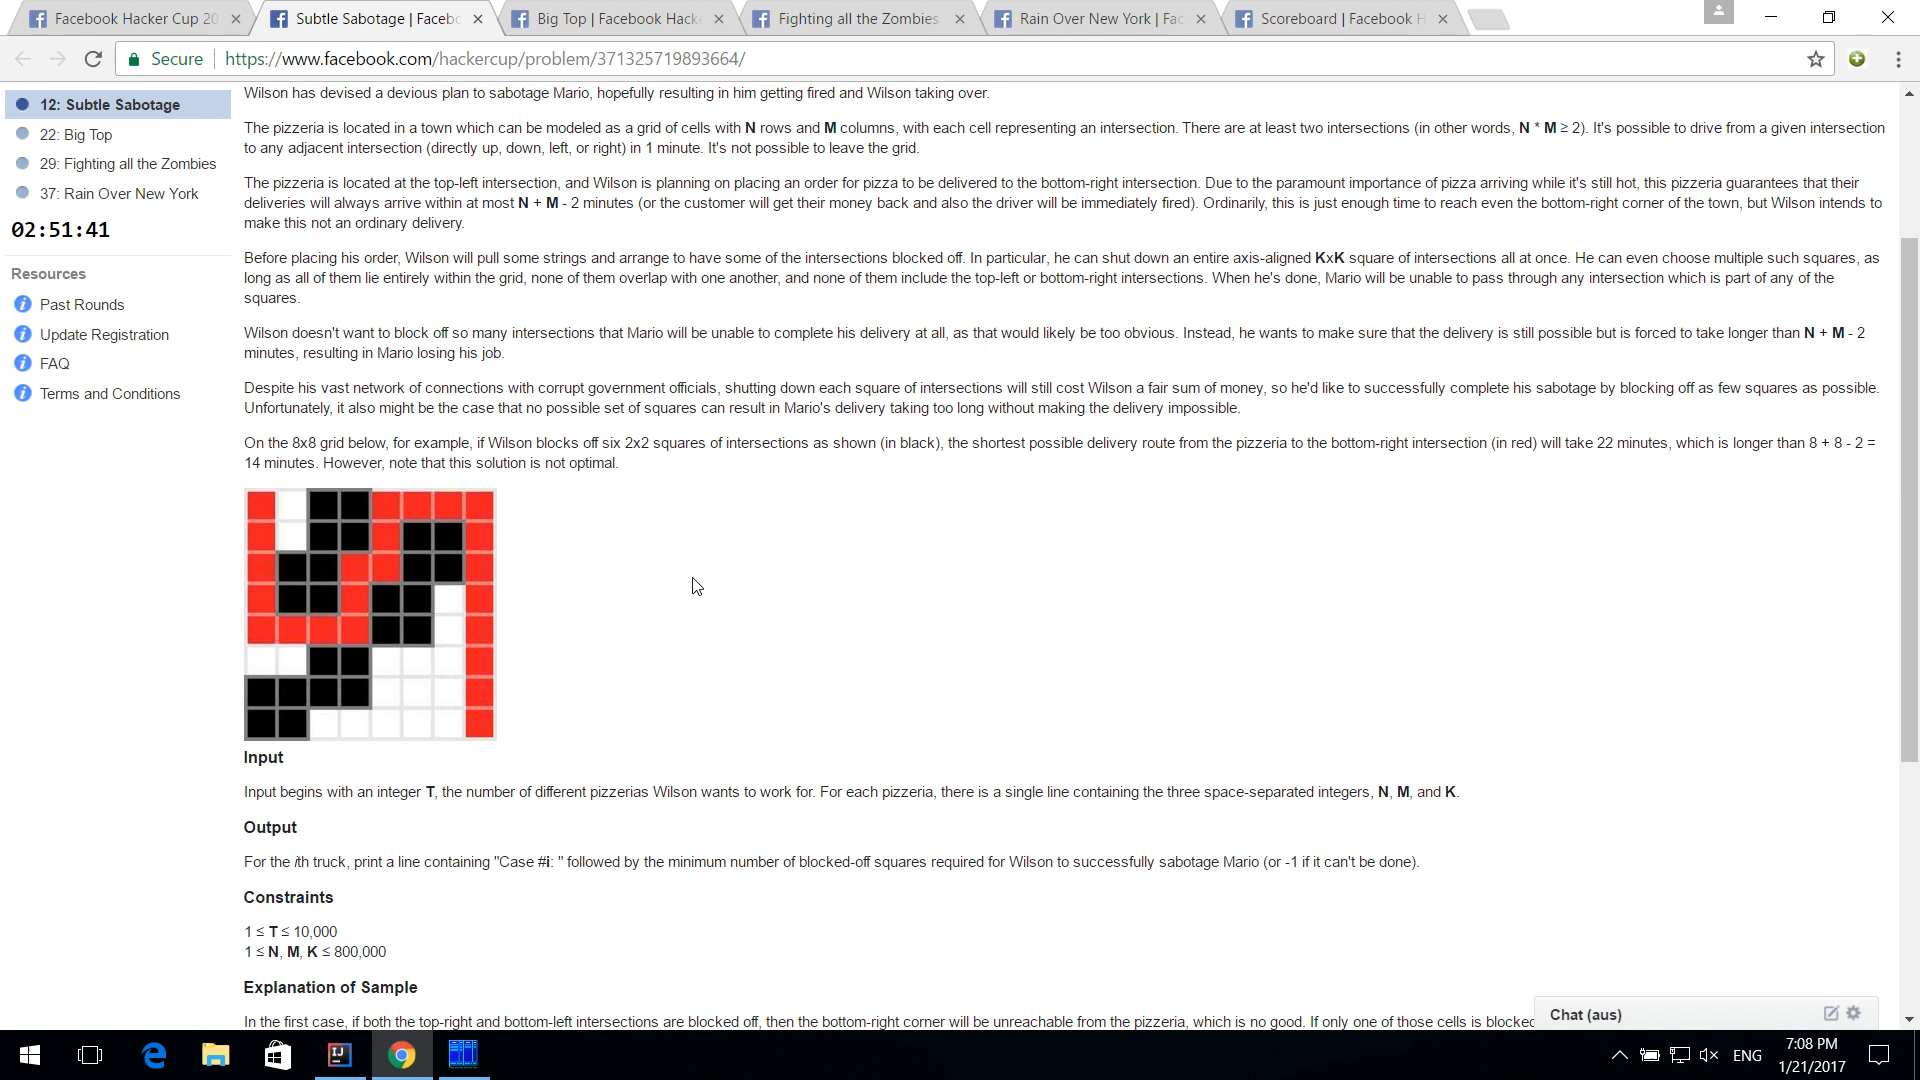 Facebook Hacker Cup 20
Subtle Sabotage | Facebo
Big Top | Facebook Hack
Fighting all the Zombies
Rain Over New York | Fac
Scoreboard | Facebook H
Secure
https://www.facebook.com/hackercup/problem/371325719893664/
12: Subtle Sabotage
22: Big Top
29: Fighting all the Zombies
37: Rain Over New York
02:51:41
Resources
Past Rounds
Update Registration
FAQ
Terms and Conditions
Wilson has devised a devious plan to sabotage Mario, hopefully resulting in him getting fired and Wilson taking over.
The pizzeria is located in a town which can be modeled as a grid of cells with N rows and M columns, with each cell representing an intersection. There are at least two intersections (in other words, N * M ≥ 2). It's possible to drive from a given intersection
to any adjacent intersection (directly up, down, left, or right) in 1 minute. It's not possible to leave the grid.
The pizzeria is located at the top-left intersection, and Wilson is planning on placing an order for pizza to be delivered to the bottom-right intersection. Due to the paramount importance of pizza arriving while it's still hot, this pizzeria guarantees that their
deliveries will always arrive within at most N + M - 2 minutes (or the customer will get their money back and also the driver will be immediately fired). Ordinarily, this is just enough time to reach even the bottom-right corner of the town, but Wilson intends to
make this not an ordinary delivery.
Before placing his order, Wilson will pull some strings and arrange to have some of the intersections blocked off. In particular, he can shut down an entire axis-aligned KxK square of intersections all at once. He can even choose multiple such squares, as
long as all of them lie entirely within the grid, none of them overlap with one another, and none of them include the top-left or bottom-right intersections. When he's done, Mario will be unable to pass through any intersection which is part of any of the
squares.
Wilson doesn't want to block off so many intersections that Mario will be unable to complete his delivery at all, as that would likely be too obvious. Instead, he wants to make sure that the delivery is still possible but is forced to take longer than N + M - 2
minutes, resulting in Mario losing his job.
Despite his vast network of connections with corrupt government officials, shutting down each square of intersections will still cost Wilson a fair sum of money, so he'd like to successfully complete his sabotage by blocking off as few squares as possible.
Unfortunately, it also might be the case that no possible set of squares can result in Mario's delivery taking too long without making the delivery impossible.
On the 8x8 grid below, for example, if Wilson blocks off six 2x2 squares of intersections as shown (in black), the shortest possible delivery route from the pizzeria to the bottom-right intersection (in red) will take 22 minutes, which is longer than 8 + 8 - 2 =
14 minutes. However, note that this solution is not optimal.
Input
Input begins with an integer T, the number of different pizzerias Wilson wants to work for. For each pizzeria, there is a single line containing the three space-separated integers, N, M, and K.
Output
For the ith truck, print a line containing "Case #i: " followed by the minimum number of blocked-off squares required for Wilson to successfully sabotage Mario (or -1 if it can't be done).
Constraints
1 ≤ T ≤ 10,000
1 ≤ N, M, K ≤ 800,000
Explanation of Sample
In the first case, if both the top-right and bottom-left intersections are blocked off, then the bottom-right corner will be unreachable from the pizzeria, which is no good. If only one of those cells is blocked
Chat (aus)
IJ
ENG
7:08 PM
1/21/2017